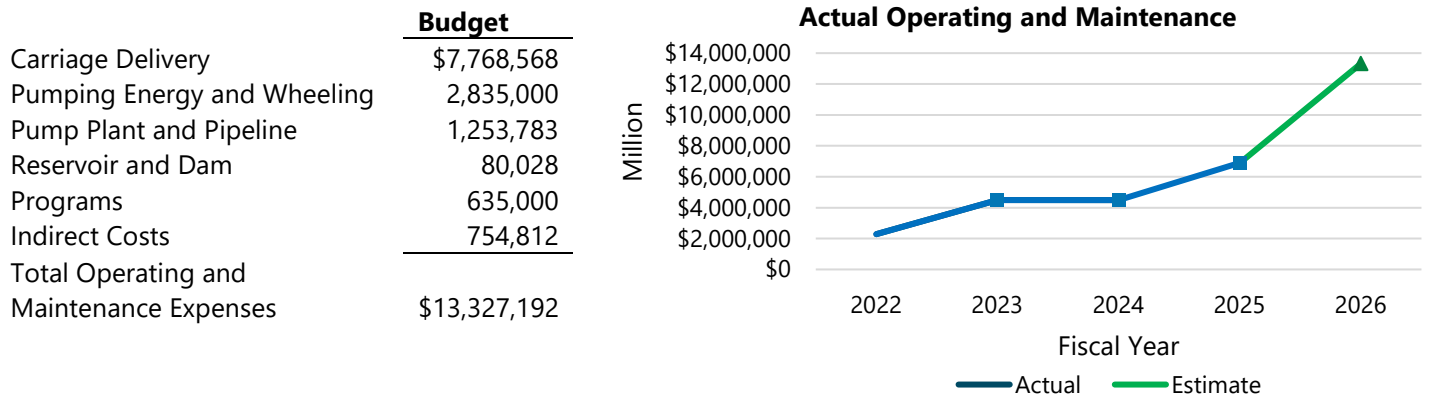 Budget
Carriage Delivery $7,768,568
Pumping Energy and Wheeling 2,835,000
Pump Plant and Pipeline 1,253,783
Reservoir and Dam 80,028
Programs 635,000
Indirect Costs 754,812
Total Operating and
Maintenance Expenses $13,327,192
Actual Operating and Maintenance
Million
$14,000,000
$12,000,000
$10,000,000
$8,000,000
$6,000,000
$4,000,000
$2,000,000
$0
2022 2023 2024 2025 2026
Fiscal Year
Actual Estimate